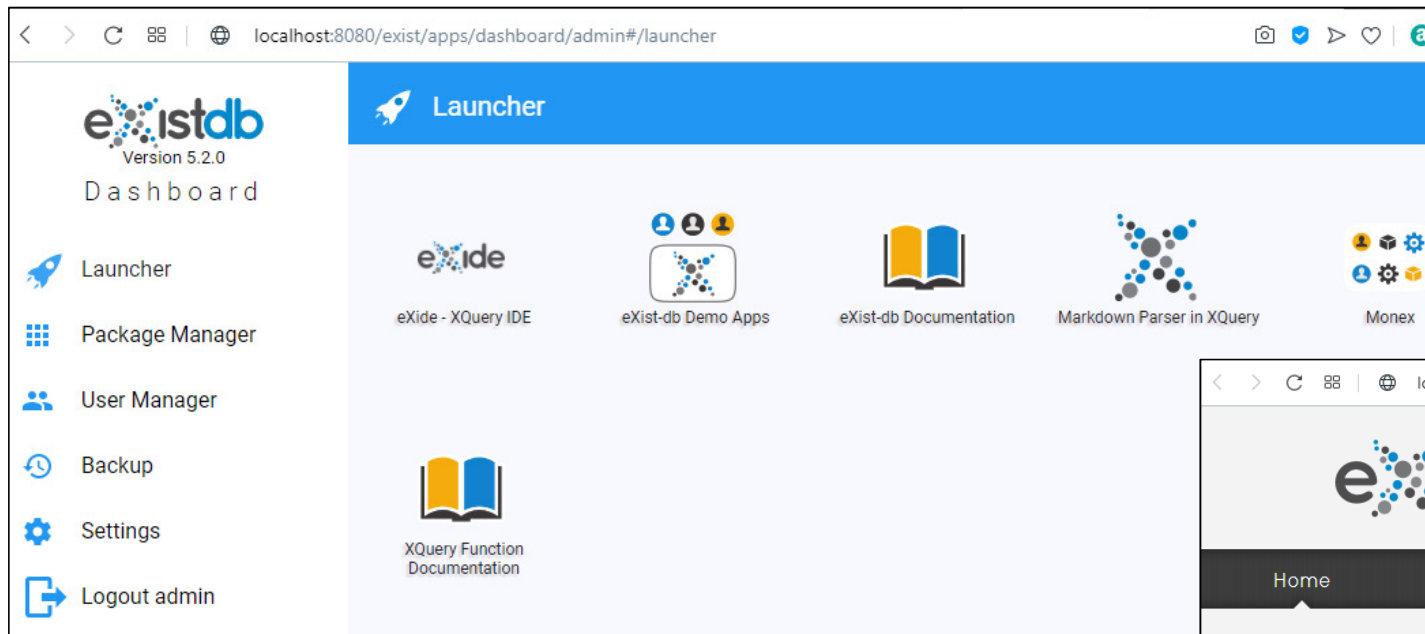 localhost:8080/exist/apps/dashboard/admin#/launcher
eXistdb
Version 5.2.0
Dashboard
Launcher
Package Manager
User Manager
Backup
Settings
Logout admin
Launcher
eXide
eXide - XQuery IDE
eXist-db Demo Apps
eXist-db Documentation
Markdown Parser in XQuery
Monex
XQuery Function
Documentation
Home